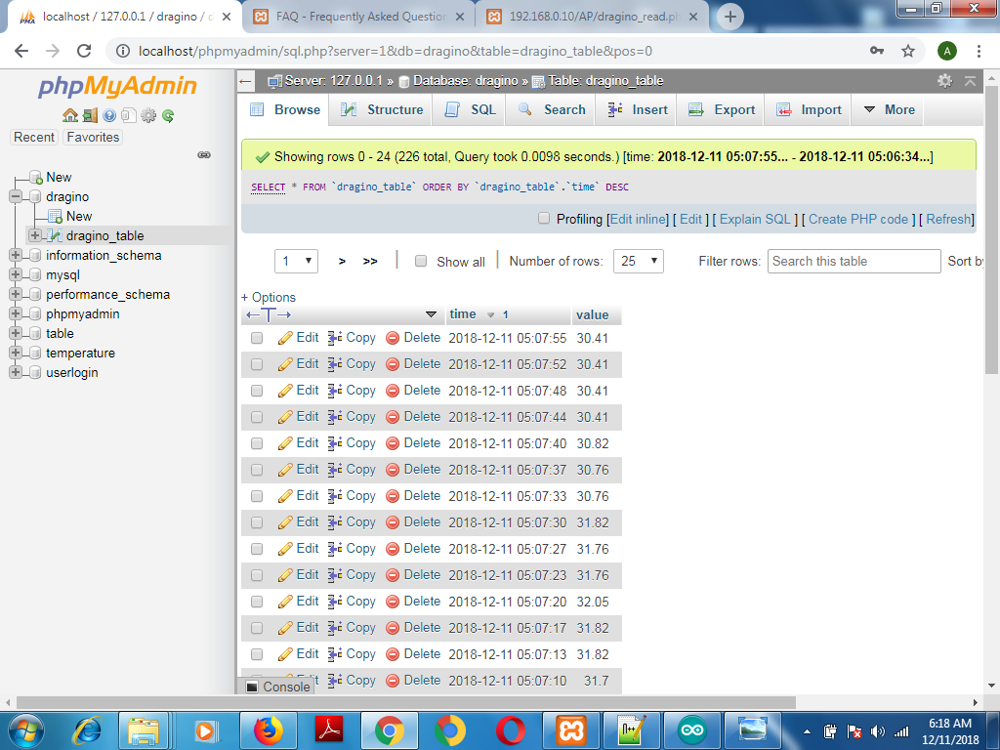 localhost / 127.0.0.1 / dragino / d
FAQ - Frequently Asked Question
192.168.0.10/AP/dragino_read.ph
localhost/phpmyadmin/sql.php?server=1&db=dragino&table=dragino_table&pos=0
A
phpMyAdmin
Recent Favorites
New
dragino
New
dragino_table
information_schema
mysql
performance_schema
phpmyadmin
table
temperature
userlogin
Server: 127.0.0.1 » Database: dragino » Table: dragino_table
Browse Structure SQL Search Insert Export Import More
Showing rows 0 - 24 (226 total, Query took 0.0098 seconds.) [time: 2018-12-11 05:07:55... - 2018-12-11 05:06:34...]
SELECT * FROM `dragino_table` ORDER BY `dragino_table`.`time` DESC
Profiling [Edit inline] [ Edit ] [ Explain SQL ] [ Create PHP code ] [ Refresh]
1 > >> | Show all | Number of rows: 25 Filter rows: Search this table Sort by
+ Options
←T→ time 1 value
Edit Copy Delete 2018-12-11 05:07:55 30.41
Edit Copy Delete 2018-12-11 05:07:52 30.41
Edit Copy Delete 2018-12-11 05:07:48 30.41
Edit Copy Delete 2018-12-11 05:07:44 30.41
Edit Copy Delete 2018-12-11 05:07:40 30.82
Edit Copy Delete 2018-12-11 05:07:37 30.76
Edit Copy Delete 2018-12-11 05:07:33 30.76
Edit Copy Delete 2018-12-11 05:07:30 31.82
Edit Copy Delete 2018-12-11 05:07:27 31.76
Edit Copy Delete 2018-12-11 05:07:23 31.76
Edit Copy Delete 2018-12-11 05:07:20 32.05
Edit Copy Delete 2018-12-11 05:07:17 31.82
Edit Copy Delete 2018-12-11 05:07:13 31.82
Edit Copy Delete 2018-12-11 05:07:10 31.7
Console
6:18 AM
12/11/2018